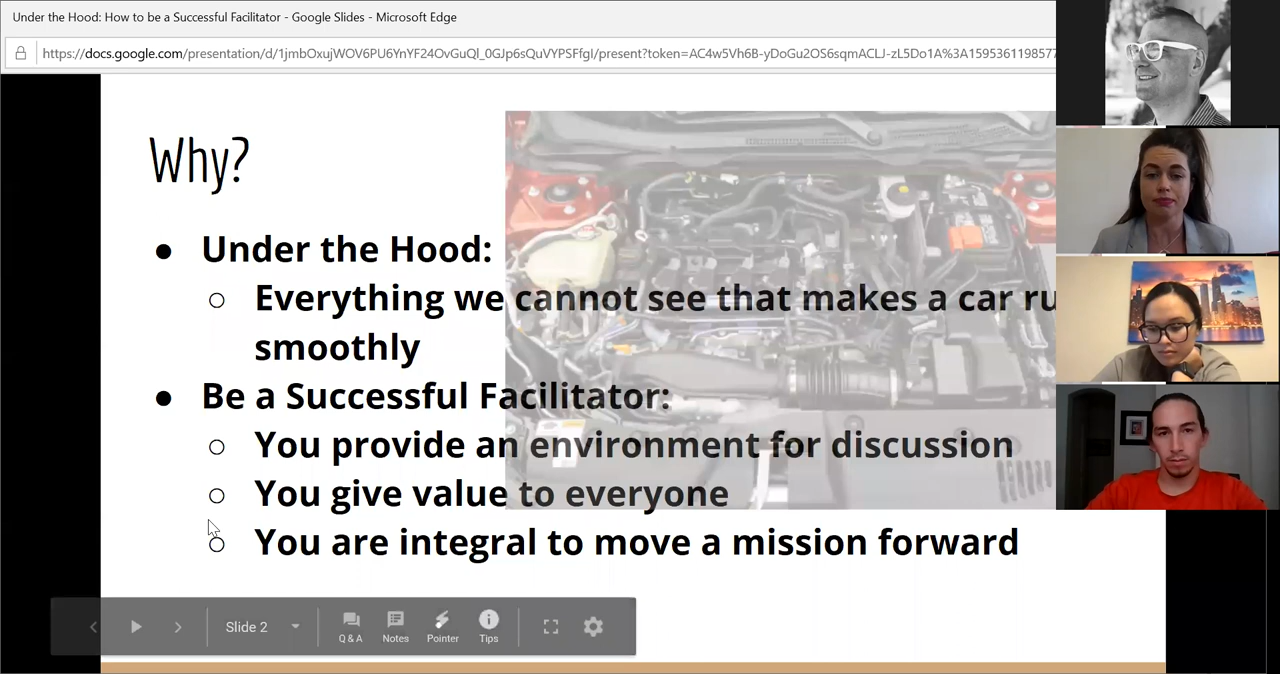 Under the Hood: How to be a Successful Facilitator - Google Slides - Microsoft Edge
https://docs.google.com/presentation/d/1jmbOxujWOV6PU6YnYF24OvGuQl_0GJp6sQuVYPSFfgI/present?token=AC4w5Vh6B-yDoGu2OS6sqmACLJ-zL5Do1A%3A1595361198577
Why?
● Under the Hood:
○ Everything we cannot see that makes a car ru
smoothly
● Be a Successful Facilitator:
○ You provide an environment for discussion
○ You give value to everyone
○ You are integral to move a mission forward
Slide 2
Q & A Notes Pointer Tips